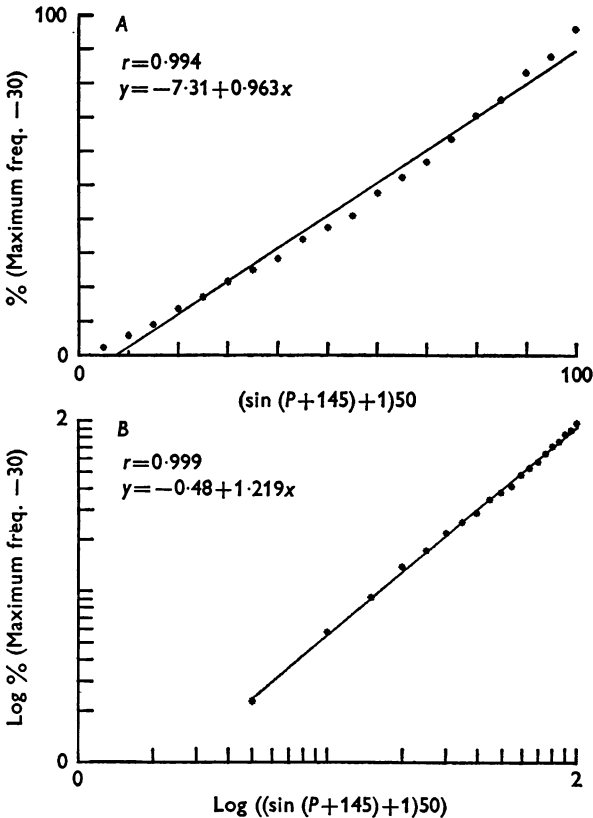 100
A
r=0·994
y=−7·31+0·963x
% (Maximum freq. −30)
0
0
100
(sin (P+145)+1)50
2
B
r=0·999
y=−0·48+1·219x
Log % (Maximum freq. −30)
0
0
2
Log ((sin (P+145)+1)50)